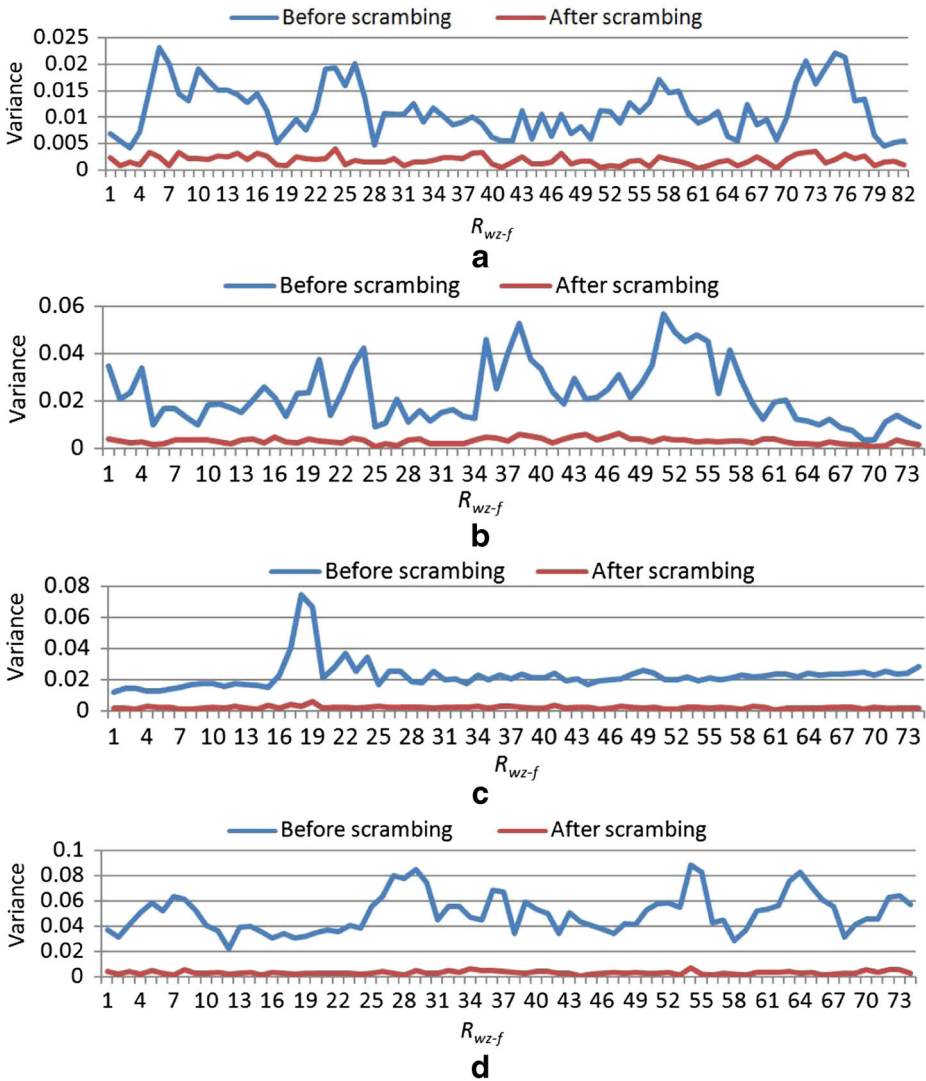 Before scrambing After scrambing
0.025
0.02
0.015
0.01
0.005
0
Variance
1 4 7 10 13 16 19 22 25 28 31 34 37 40 43 46 49 52 55 58 61 64 67 70 73 76 79 82
Rwz-f
a
Before scrambing After scrambing
0.06
0.04
0.02
0
Variance
1 4 7 10 13 16 19 22 25 28 31 34 37 40 43 46 49 52 55 58 61 64 67 70 73
Rwz-f
b
Before scrambing After scrambing
0.08
0.06
0.04
0.02
0
Variance
1 4 7 10 13 16 19 22 25 28 31 34 37 40 43 46 49 52 55 58 61 64 67 70 73
Rwz-f
c
Before scrambing After scrambing
0.1
0.08
0.06
0.04
0.02
0
Variance
1 4 7 10 13 16 19 22 25 28 31 34 37 40 43 46 49 52 55 58 61 64 67 70 73
Rwz-f
d